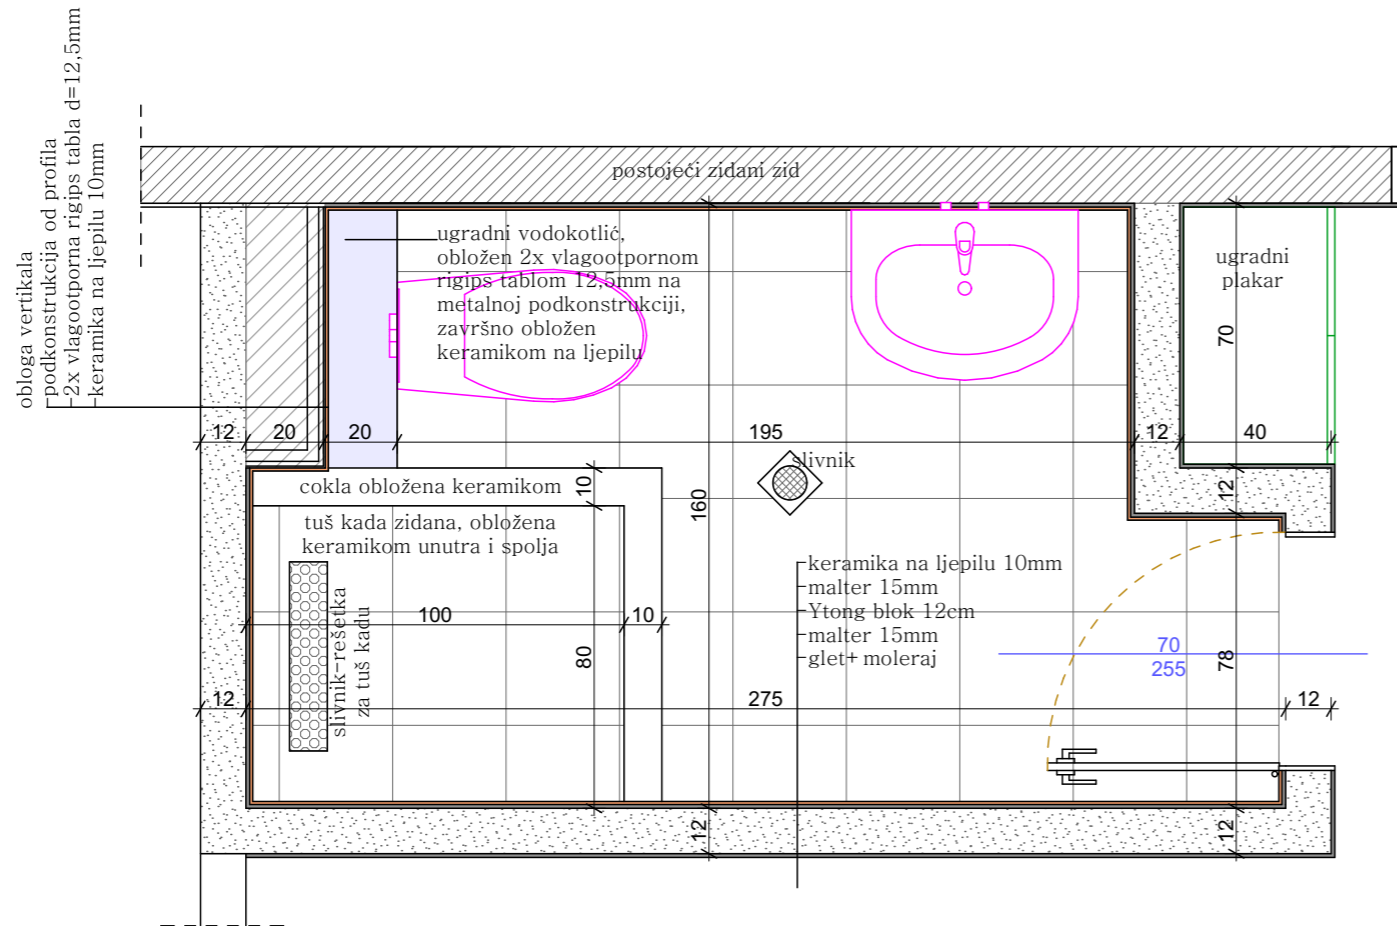 obloga vertikala
podkonstrukcija od profila
2x vlagootporna rigips tabla d=12,5mm
keramika na ljepilu 10mm
postojeći zidani zid
ugradni vodokotlić,
obložen 2x vlagootpornom
rigips tablom 12,5mm na
metalnoj podkonstrukciji,
završno obložen
keramikom na ljepilu
ugradni
plakar
70
12
20
20
195
12
40
slivnik
cokla obložena keramikom
10
160
12
tuš kada zidana, obložena
keramikom unutra i spolja
keramika na ljepilu 10mm
malter 15mm
Ytong blok 12cm
malter 15mm
glet+ moleraj
slivnik-rešetka
za tuš kadu
100
10
80
70
255
78
12
275
12
12
12